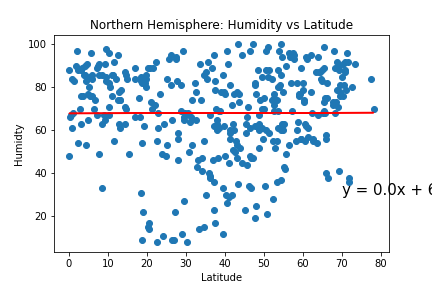 Northern Hemisphere: Humidity vs Latitude
100
80
60
40
20
Humidty
y = 0.0x + 6
0 10 20 30 40 50 60 70 80
Latitude